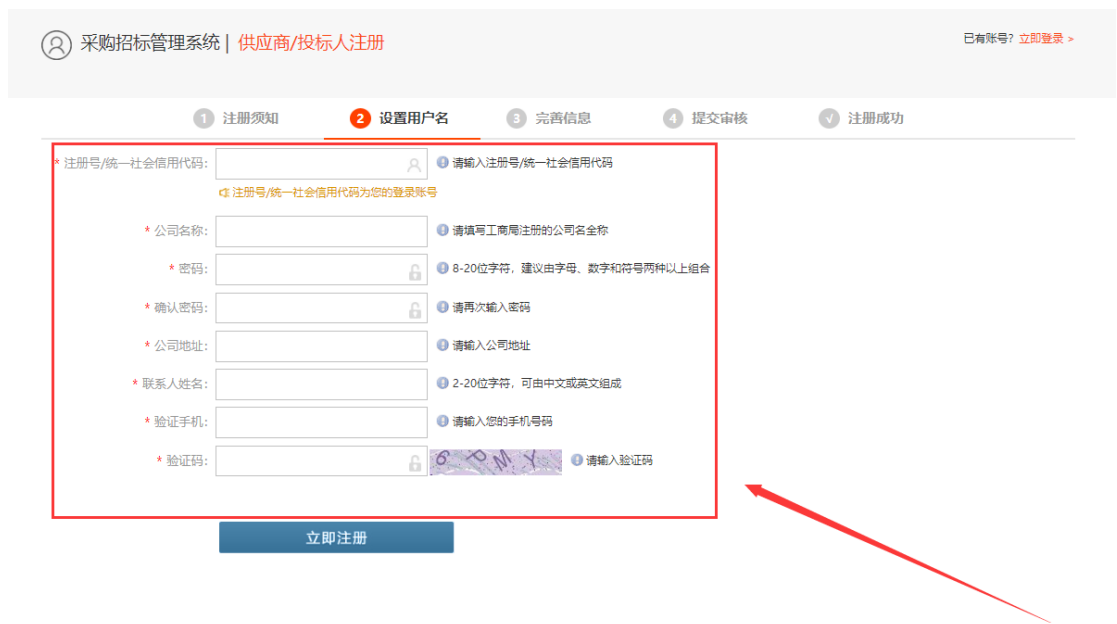 采购招标管理系统 | 供应商/投标人注册
已有账号? 立即登录 >
1 注册须知 2 设置用户名 3 完善信息 4 提交审核 √ 注册成功
* 注册号/统一社会信用代码: 请输入注册号/统一社会信用代码
注册号/统一社会信用代码为您的登录账号
* 公司名称: 请填写工商局注册的公司名全称
* 密码: 8-20位字符，建议由字母、数字和符号两种以上组合
* 确认密码: 请再次输入密码
* 公司地址: 请输入公司地址
* 联系人姓名: 2-20位字符，可由中文或英文组成
* 验证手机: 请输入您的手机号码
* 验证码: 6PMY 请输入验证码
立即注册